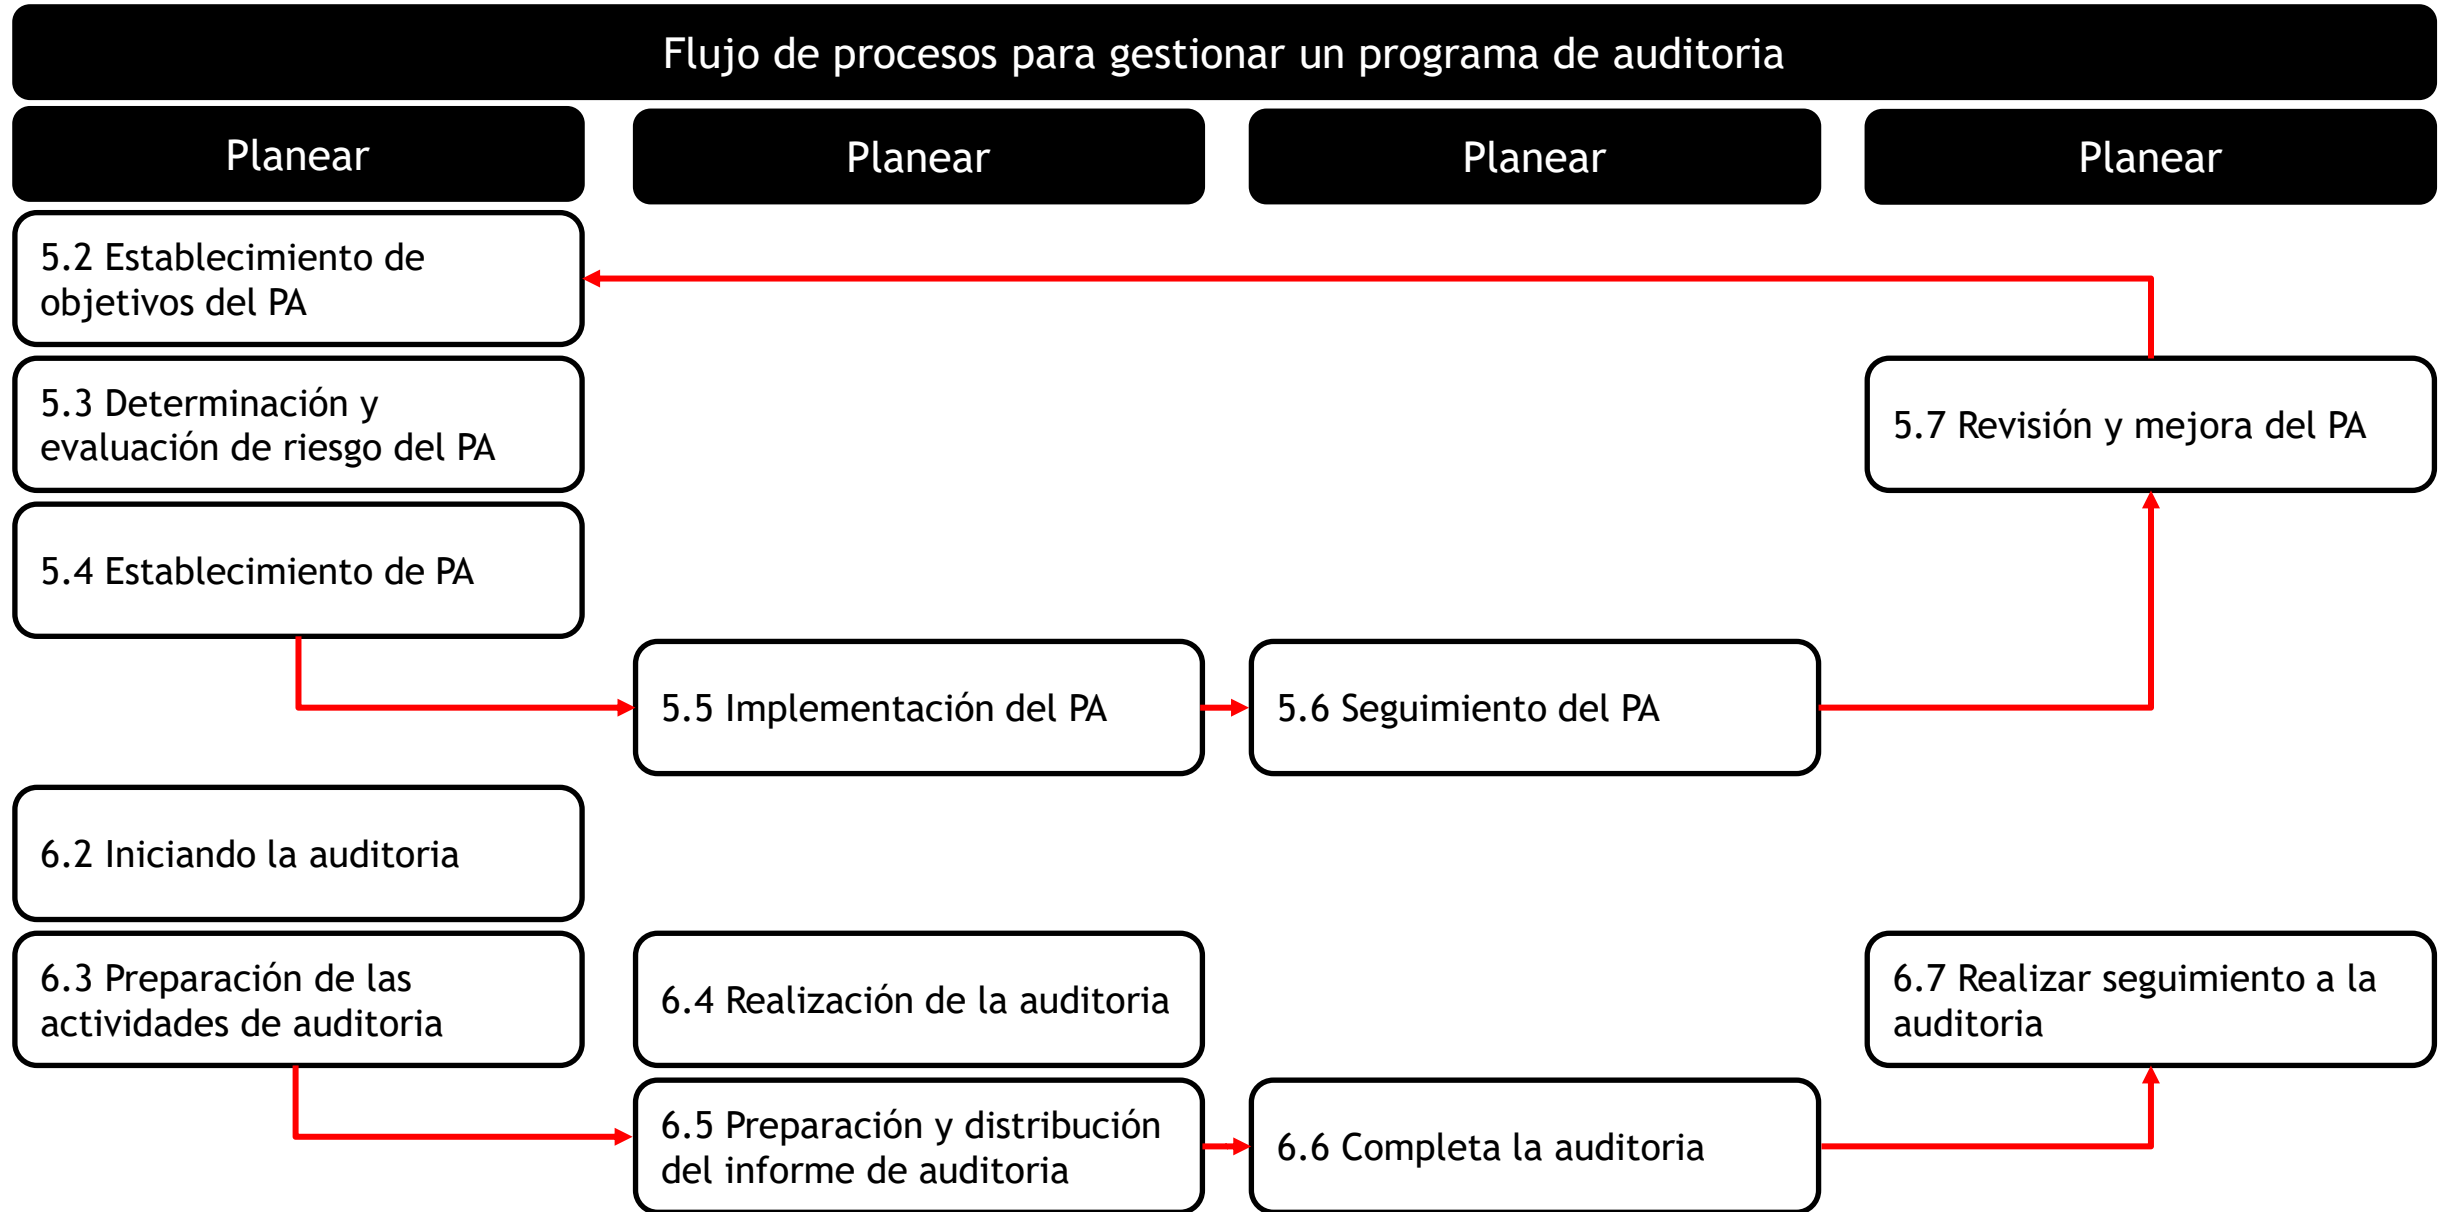 Flujo de procesos para gestionar un programa de auditoria
Planear
Planear
Planear
Planear
5.2 Establecimiento de
objetivos del PA
5.3 Determinación y
evaluación de riesgo del PA
5.7 Revisión y mejora del PA
5.4 Establecimiento de PA
5.5 Implementación del PA
5.6 Seguimiento del PA
6.2 Iniciando la auditoria
6.3 Preparación de las
actividades de auditoria
6.4 Realización de la auditoria
6.7 Realizar seguimiento a la
auditoria
6.5 Preparación y distribución
del informe de auditoria
6.6 Completa la auditoria